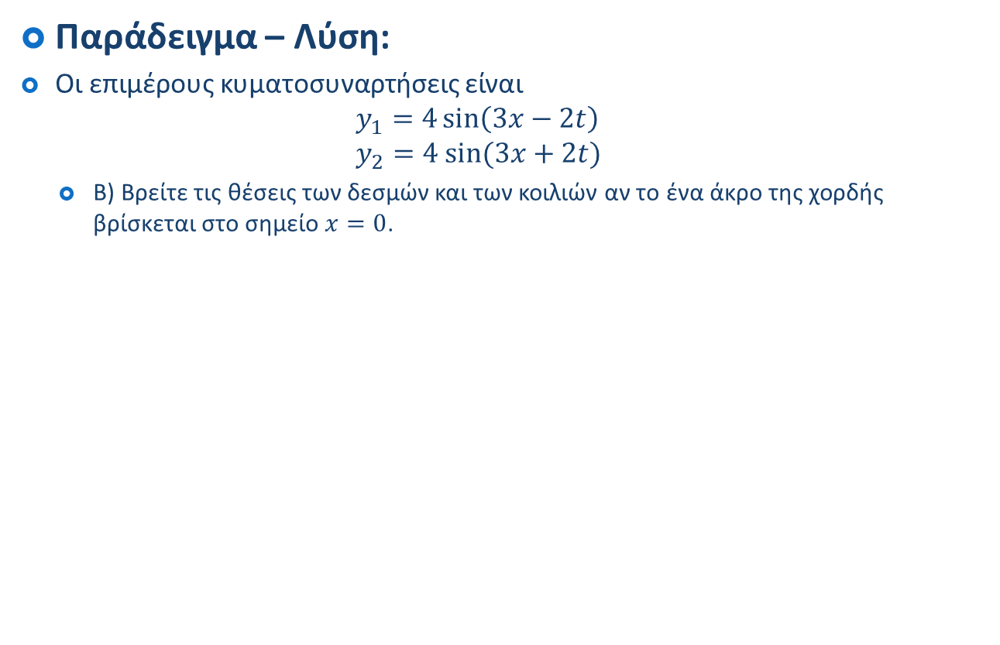 Παράδειγμα – Λύση:
Οι επιμέρους κυματοσυναρτήσεις είναι
𝑦₁ = 4 sin(3𝑥 − 2𝑡)
𝑦₂ = 4 sin(3𝑥 + 2𝑡)
Β) Βρείτε τις θέσεις των δεσμών και των κοιλιών αν το ένα άκρο της χορδής
βρίσκεται στο σημείο 𝑥 = 0.